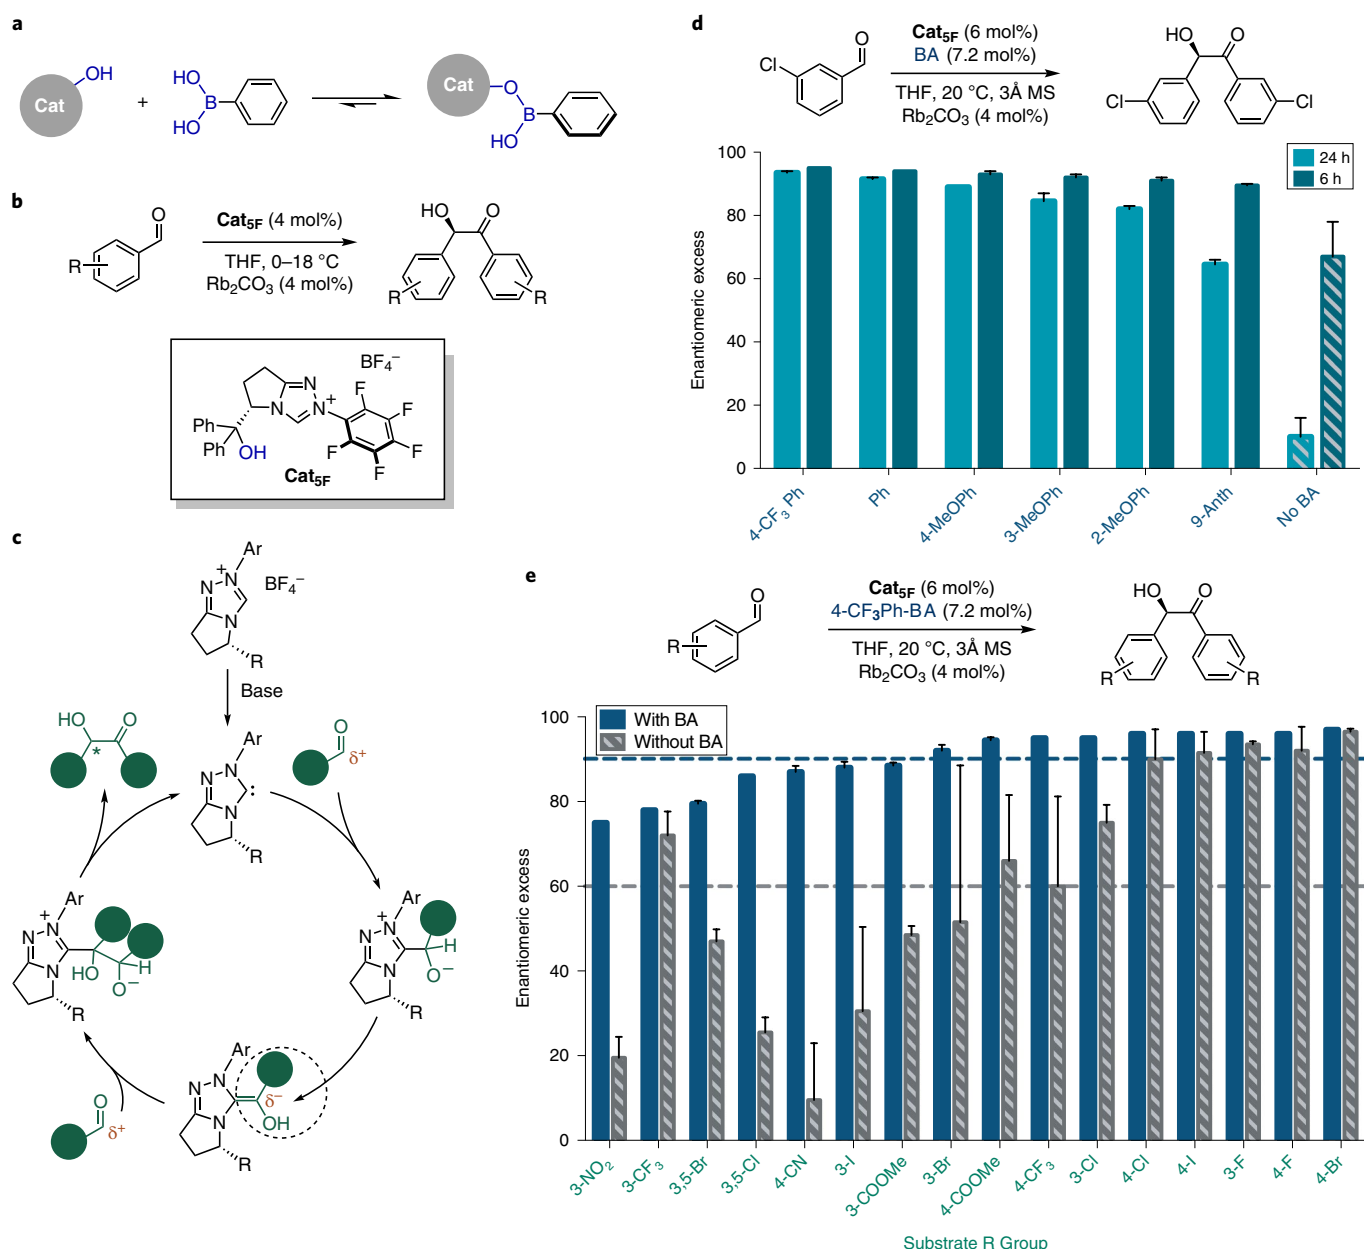 a
OH
Cat
+
HO
B
HO
Cat
O
B
HO
b
R
O
Cat5F (4 mol%)
THF, 0–18 °C
Rb2CO3 (4 mol%)
HO
O
R
R
BF4−
N
N
N+
Ph
Ph
OH
F
F
F
F
F
Cat5F
c
Ar
N
N+
N
BF4−
R
Base
HO
O
*
Ar
N
N
N
:
R
O
δ+
Ar
N
N+
N
H
O−
R
Ar
N
N
N
δ−
OH
R
O
δ+
Ar
N
N+
N
HO
H
O−
R
d
Cl
O
Cat5F (6 mol%)
BA (7.2 mol%)
THF, 20 °C, 3Å MS
Rb2CO3 (4 mol%)
HO
O
Cl
Cl
24 h
6 h
Enantiomeric excess
100
80
60
40
20
0
4-CF3 Ph
Ph
4-MeOPh
3-MeOPh
2-MeOPh
9-Anth
No BA
e
R
O
Cat5F (6 mol%)
4-CF3Ph-BA (7.2 mol%)
THF, 20 °C, 3Å MS
Rb2CO3 (4 mol%)
HO
O
R
R
With BA
Without BA
Enantiomeric excess
100
80
60
40
20
0
3-NO2
3-CF3
3,5-Br
3,5-Cl
4-CN
3-I
3-COOMe
3-Br
4-COOMe
4-CF3
3-Cl
4-Cl
4-I
3-F
4-F
4-Br
Substrate R Group